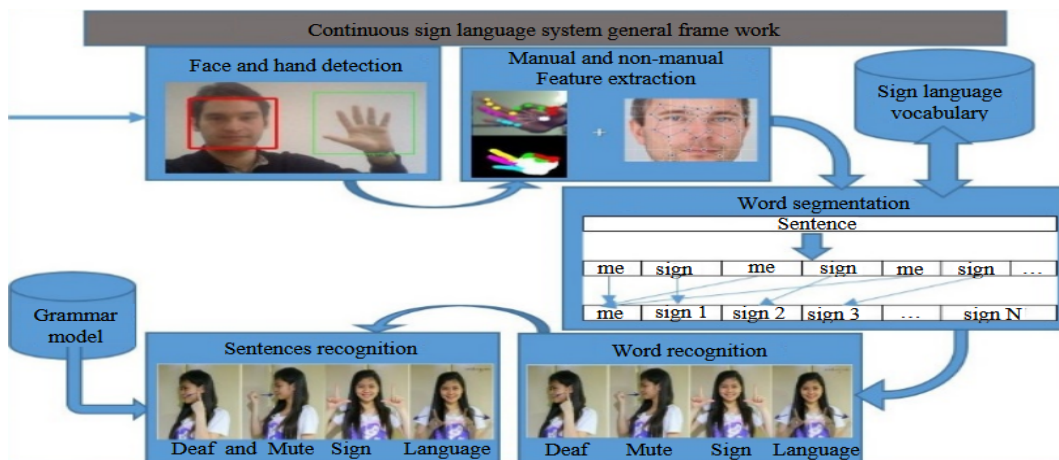 Continuous sign language system general frame work
Face and hand detection
Manual and non-manual
Feature extraction
Sign language
vocabulary
Word segmentation
Sentence
me sign me sign me sign ...
me sign 1 sign 2 sign 3 ... sign N
Grammar
model
Sentences recognition
Deaf and Mute Sign Language
Word recognition
Deaf Mute Sign Language